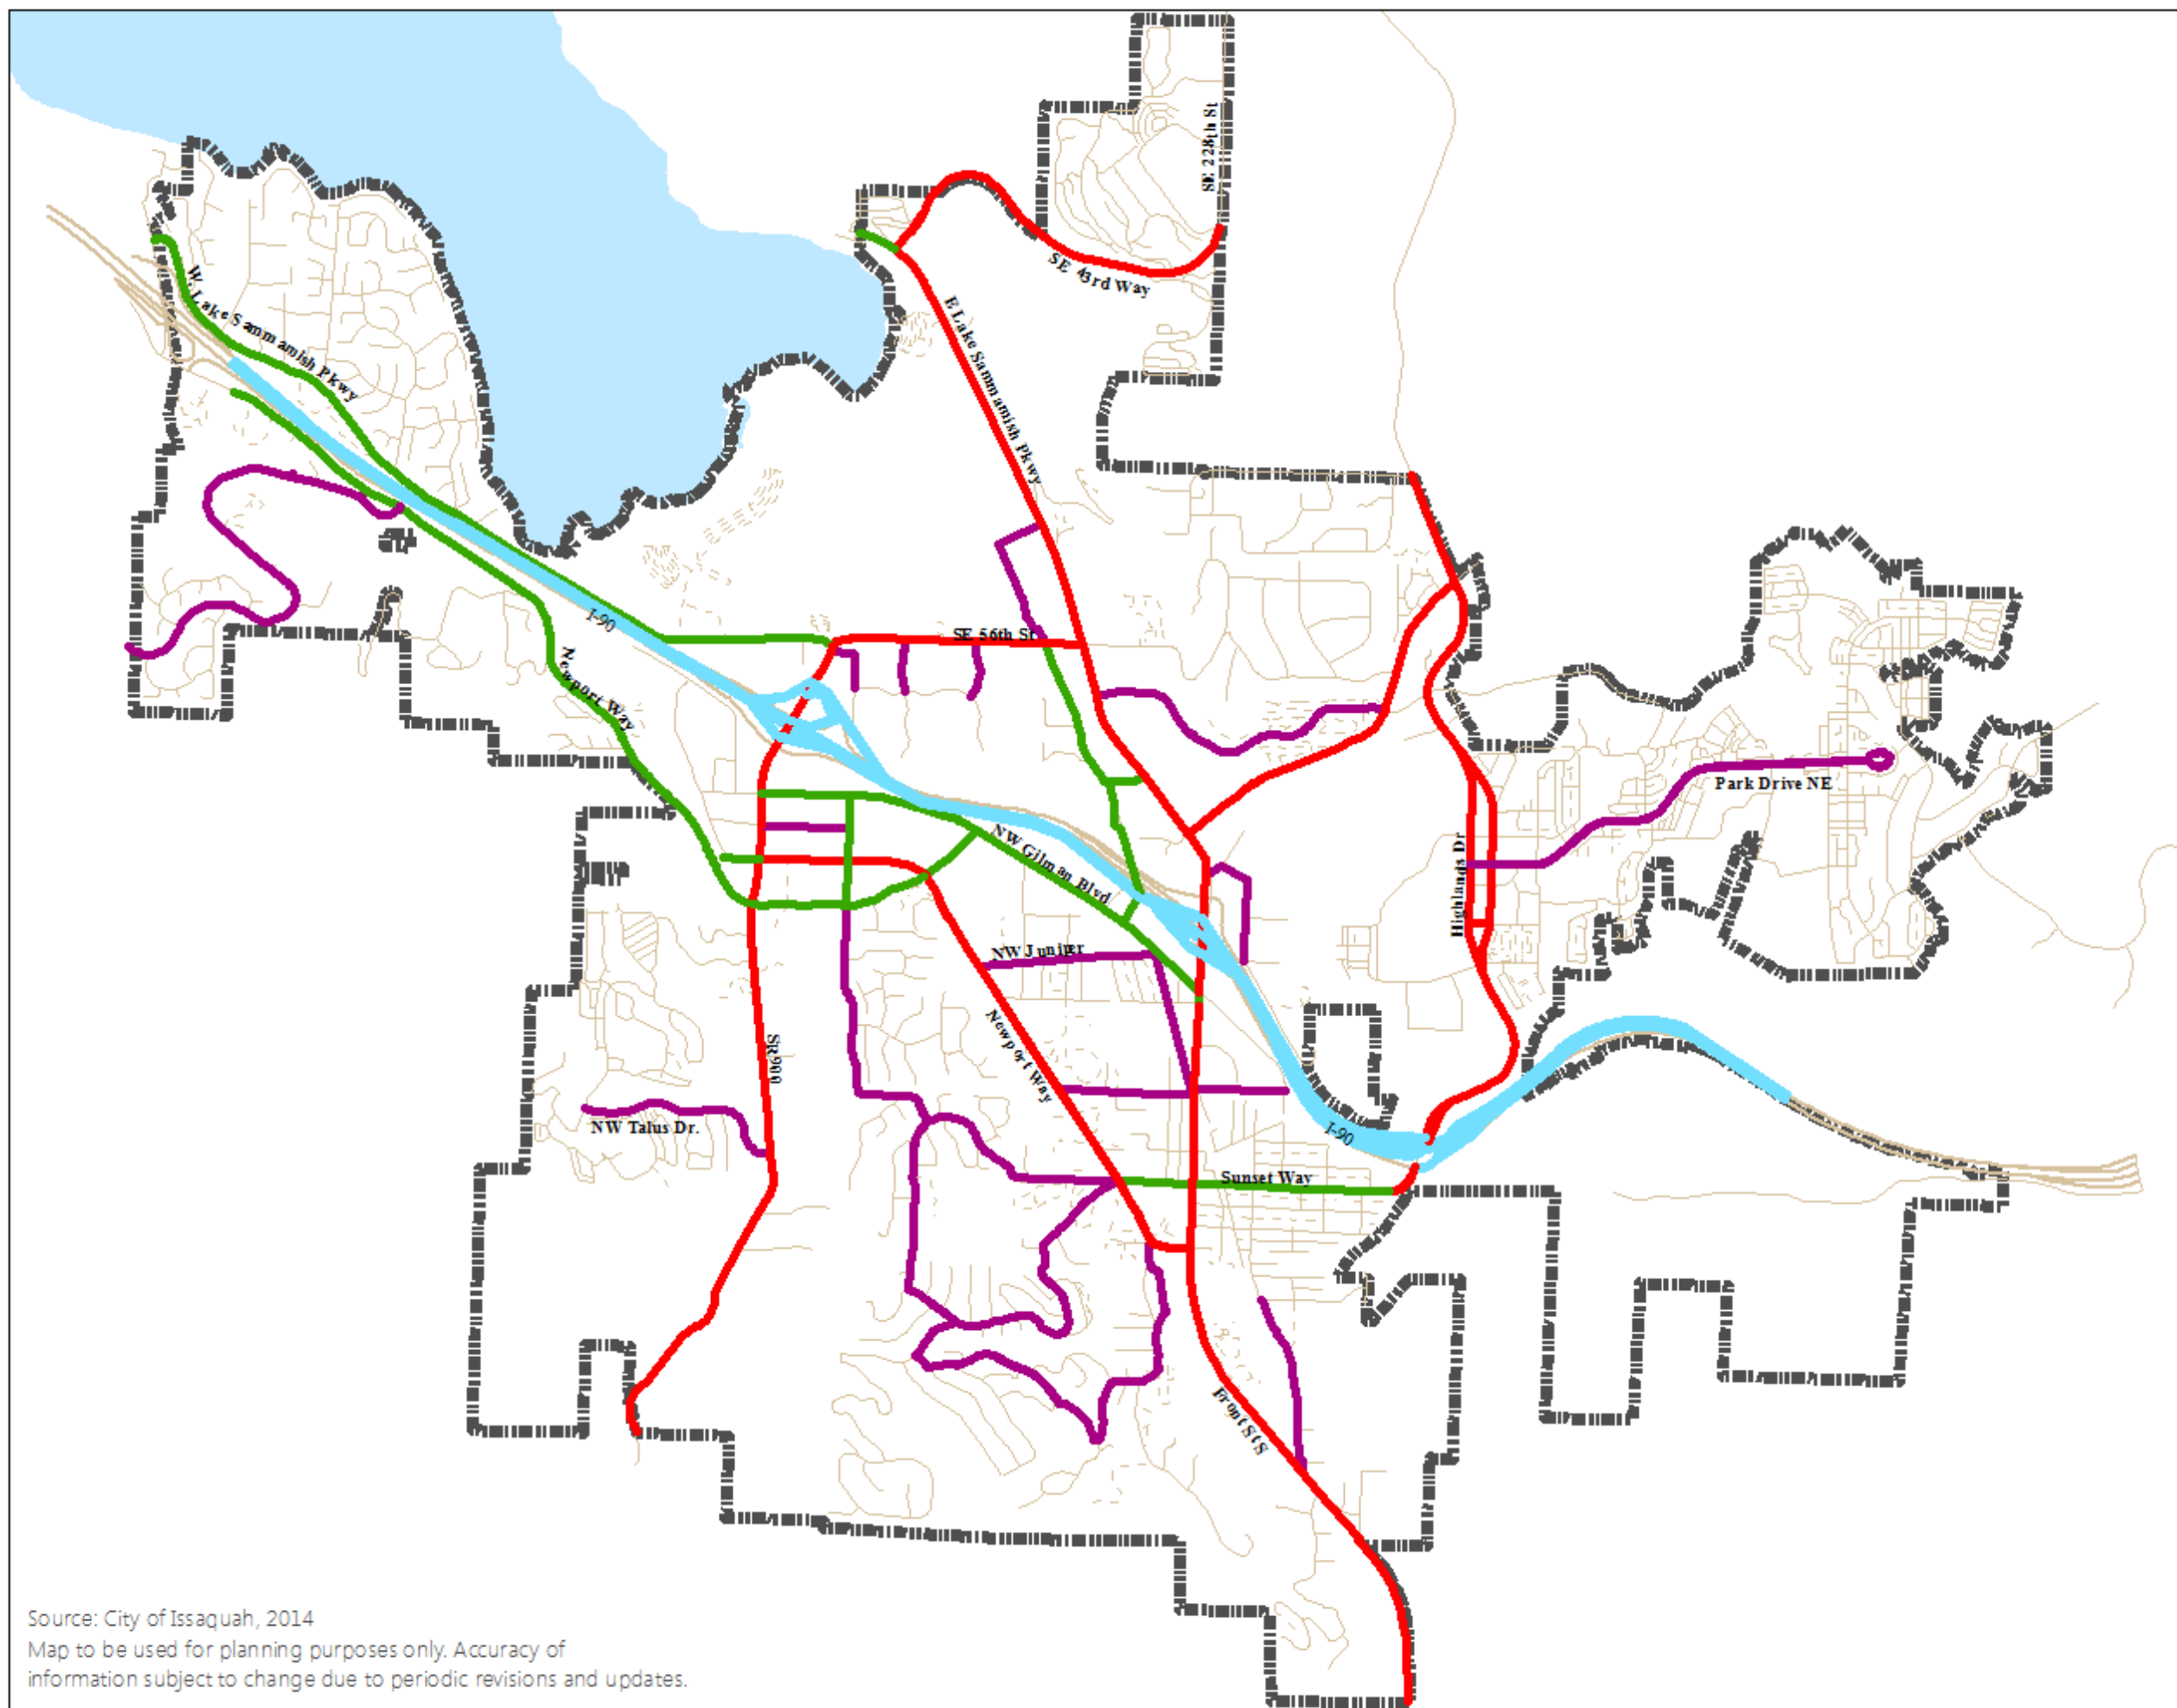 SE 228th St
SE 43rd Way
W. Lake Sammamish Pkwy
E Lake Sammamish Pkwy
I-90
SE 56th St
Newport Way
Park Drive NE
NW Gilman Blvd
Highlands Dr
NW Juniper
Newport Way
SR900
NW Talus Dr.
I-90
Sunset Way
Front St S
Source: City of Issaquah, 2014
Map to be used for planning purposes only. Accuracy of
information subject to change due to periodic revisions and updates.